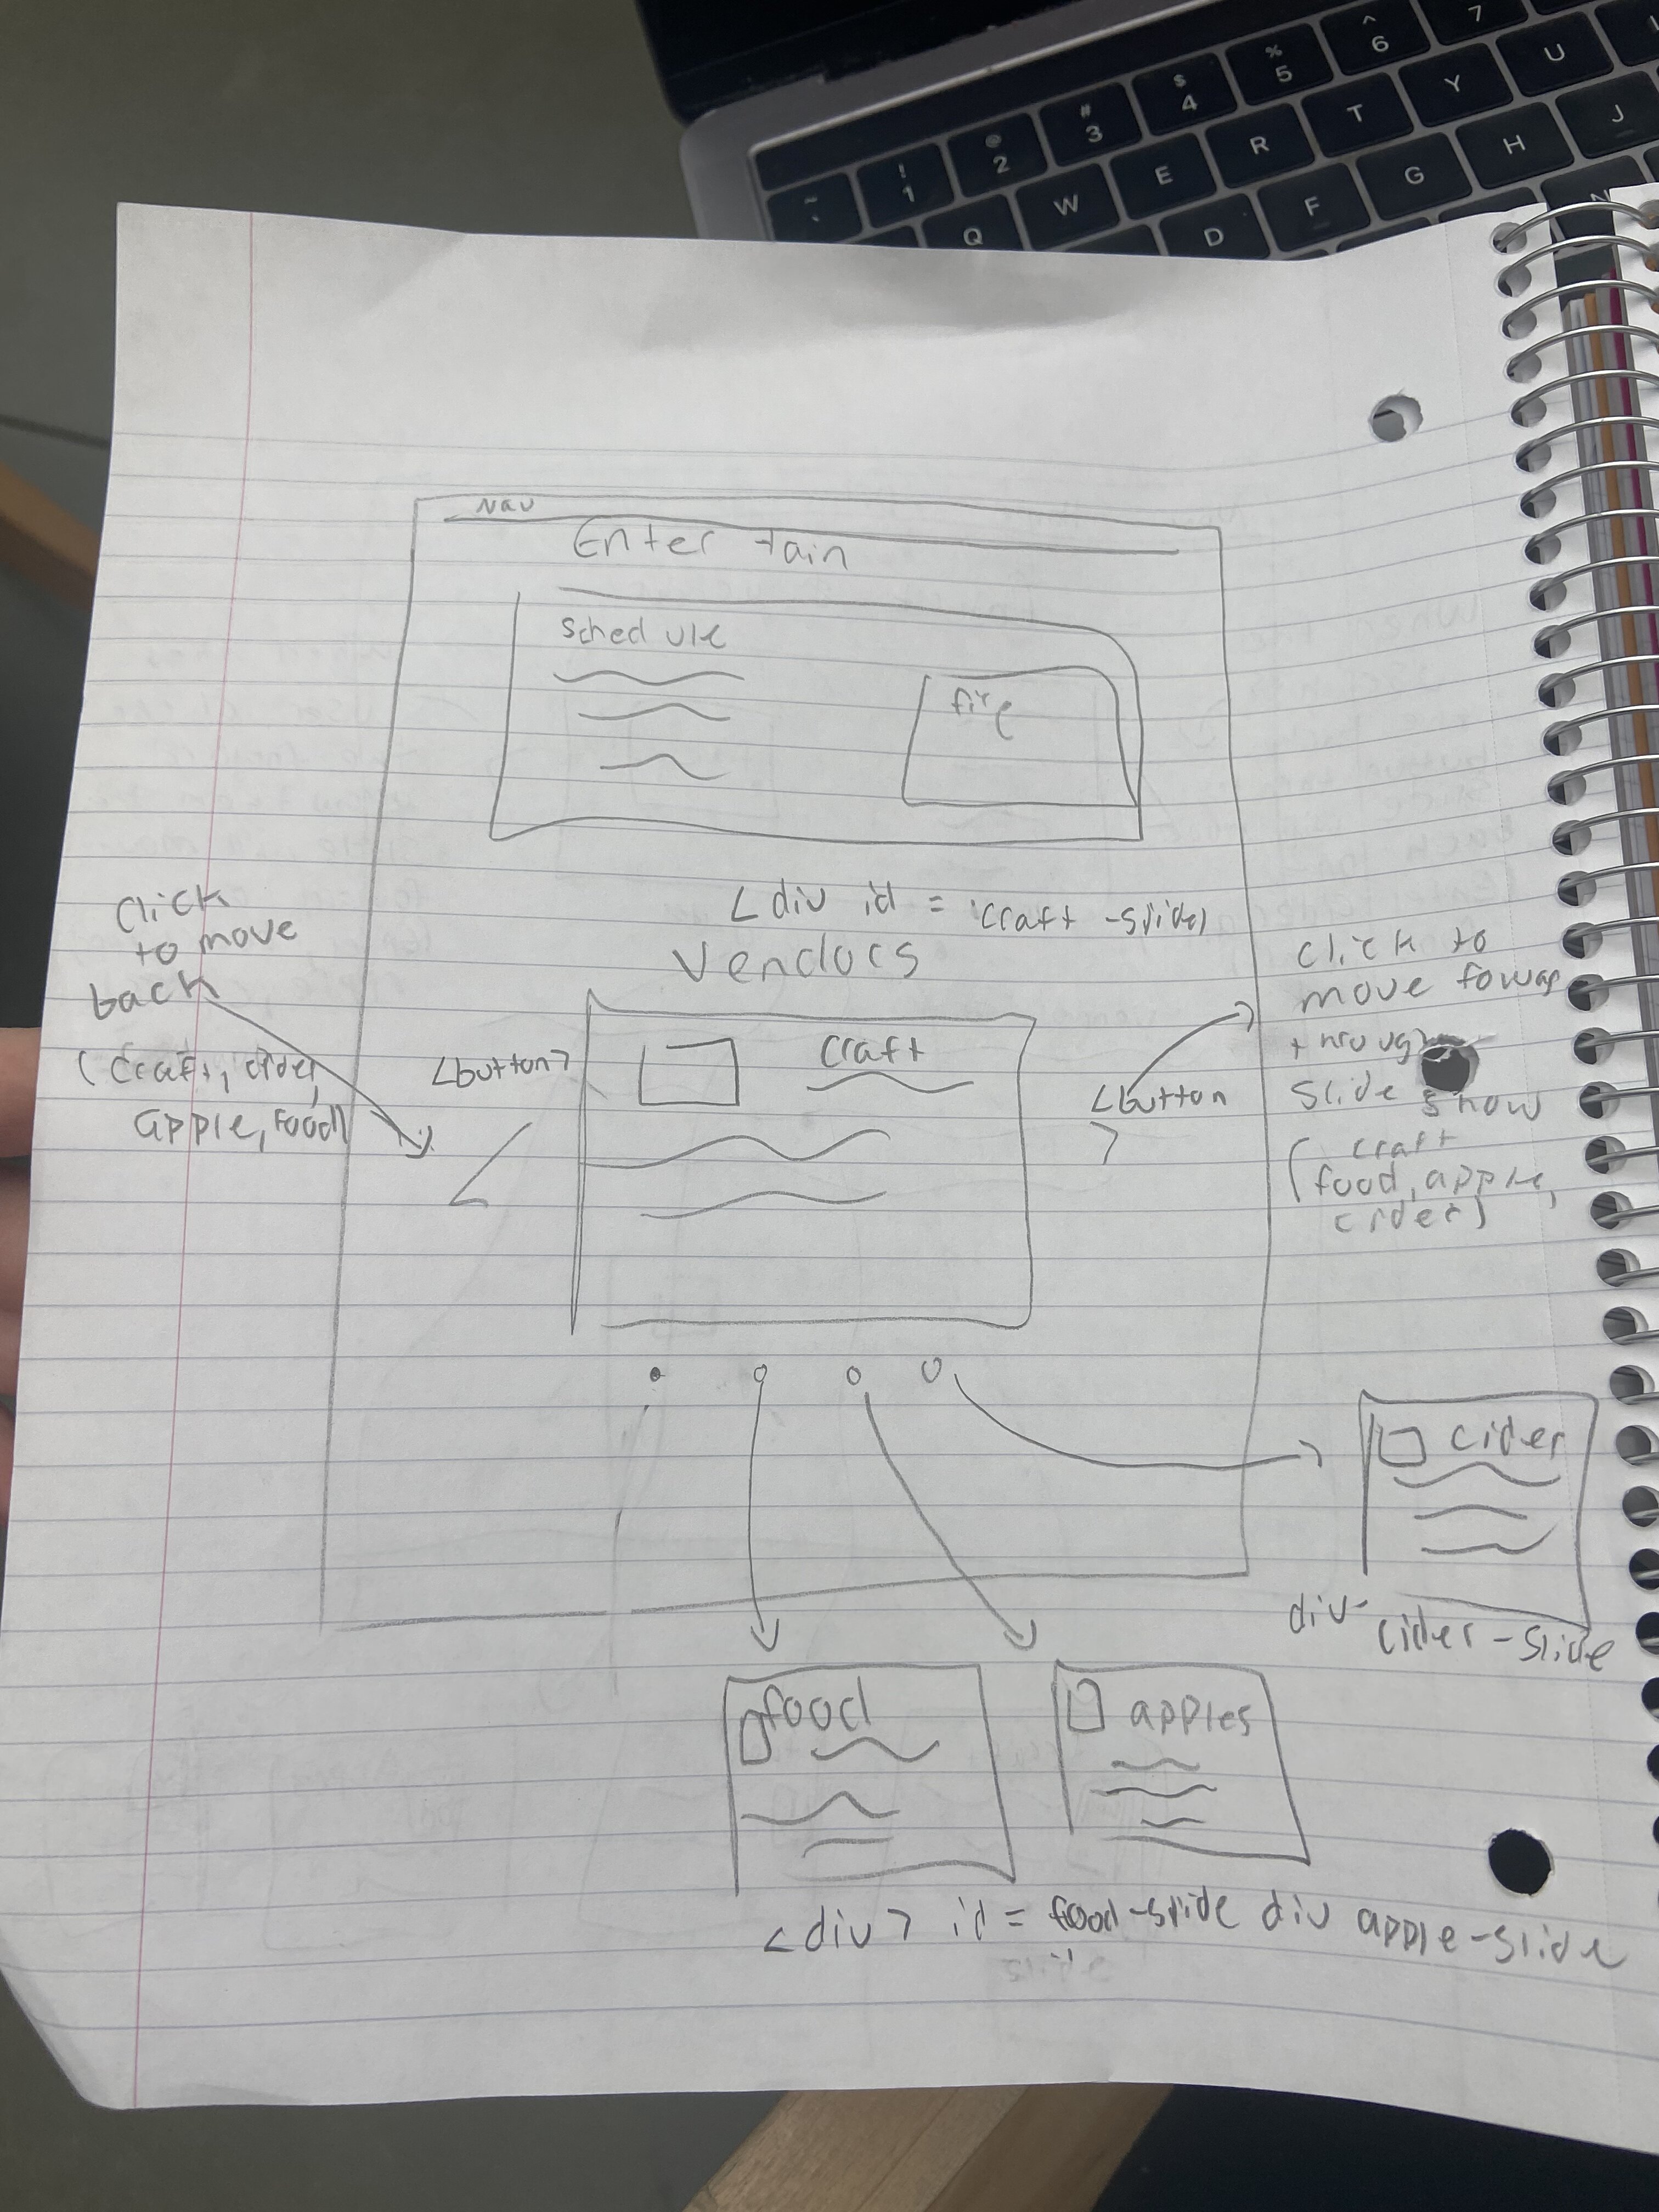 ~
`
!
1
@
2
#
3
$
4
%
5
^
6
7
Q
W
E
R
T
Y
U
D
F
G
H
J
Nav
Enter tain
Schedule
fire
<div id = 'craft -slide'
Vendors
Click
to move
back
(craft, cider,
apple, food)
<button>
<
craft
<button
>
click to
move foward
through
slide show
(craft
food, apple,
cider)
cider
div-
cider-slide
food
apples
<div> id = food-slide div apple-slide